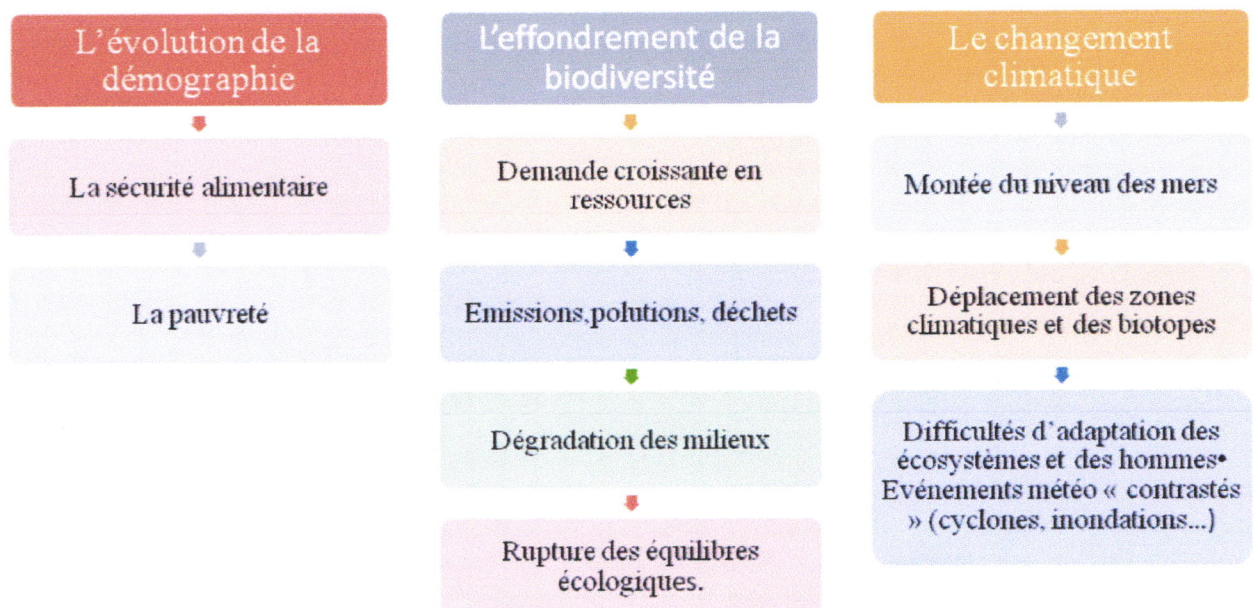 L'évolution de la
démographie
La sécurité alimentaire
La pauvreté
L'effondrement de la
biodiversité
Demande croissante en
ressources
Emissions,polutions, déchets
Dégradation des milieux
Rupture des équilibres
écologiques.
Le changement
climatique
Montée du niveau des mers
Déplacement des zones
climatiques et des biotopes
Difficultés d'adaptation des
écosystèmes et des hommes•
Evénements météo « contrastés
» (cyclones, inondations...)